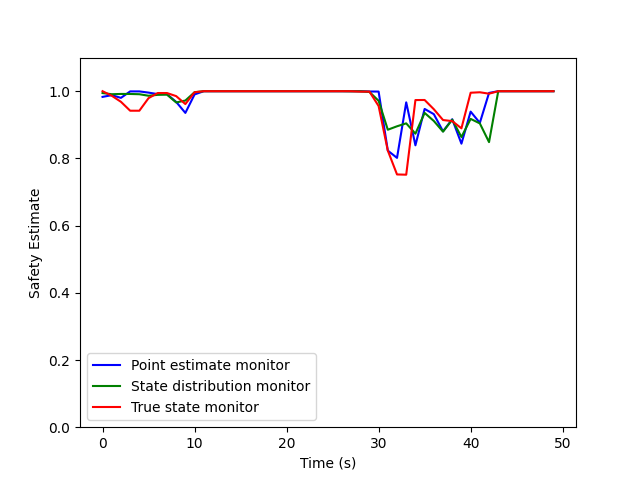 1.0
0.8
0.6
0.4
0.2
0.0
Safety Estimate
Point estimate monitor
State distribution monitor
True state monitor
0 10 20 30 40 50
Time (s)